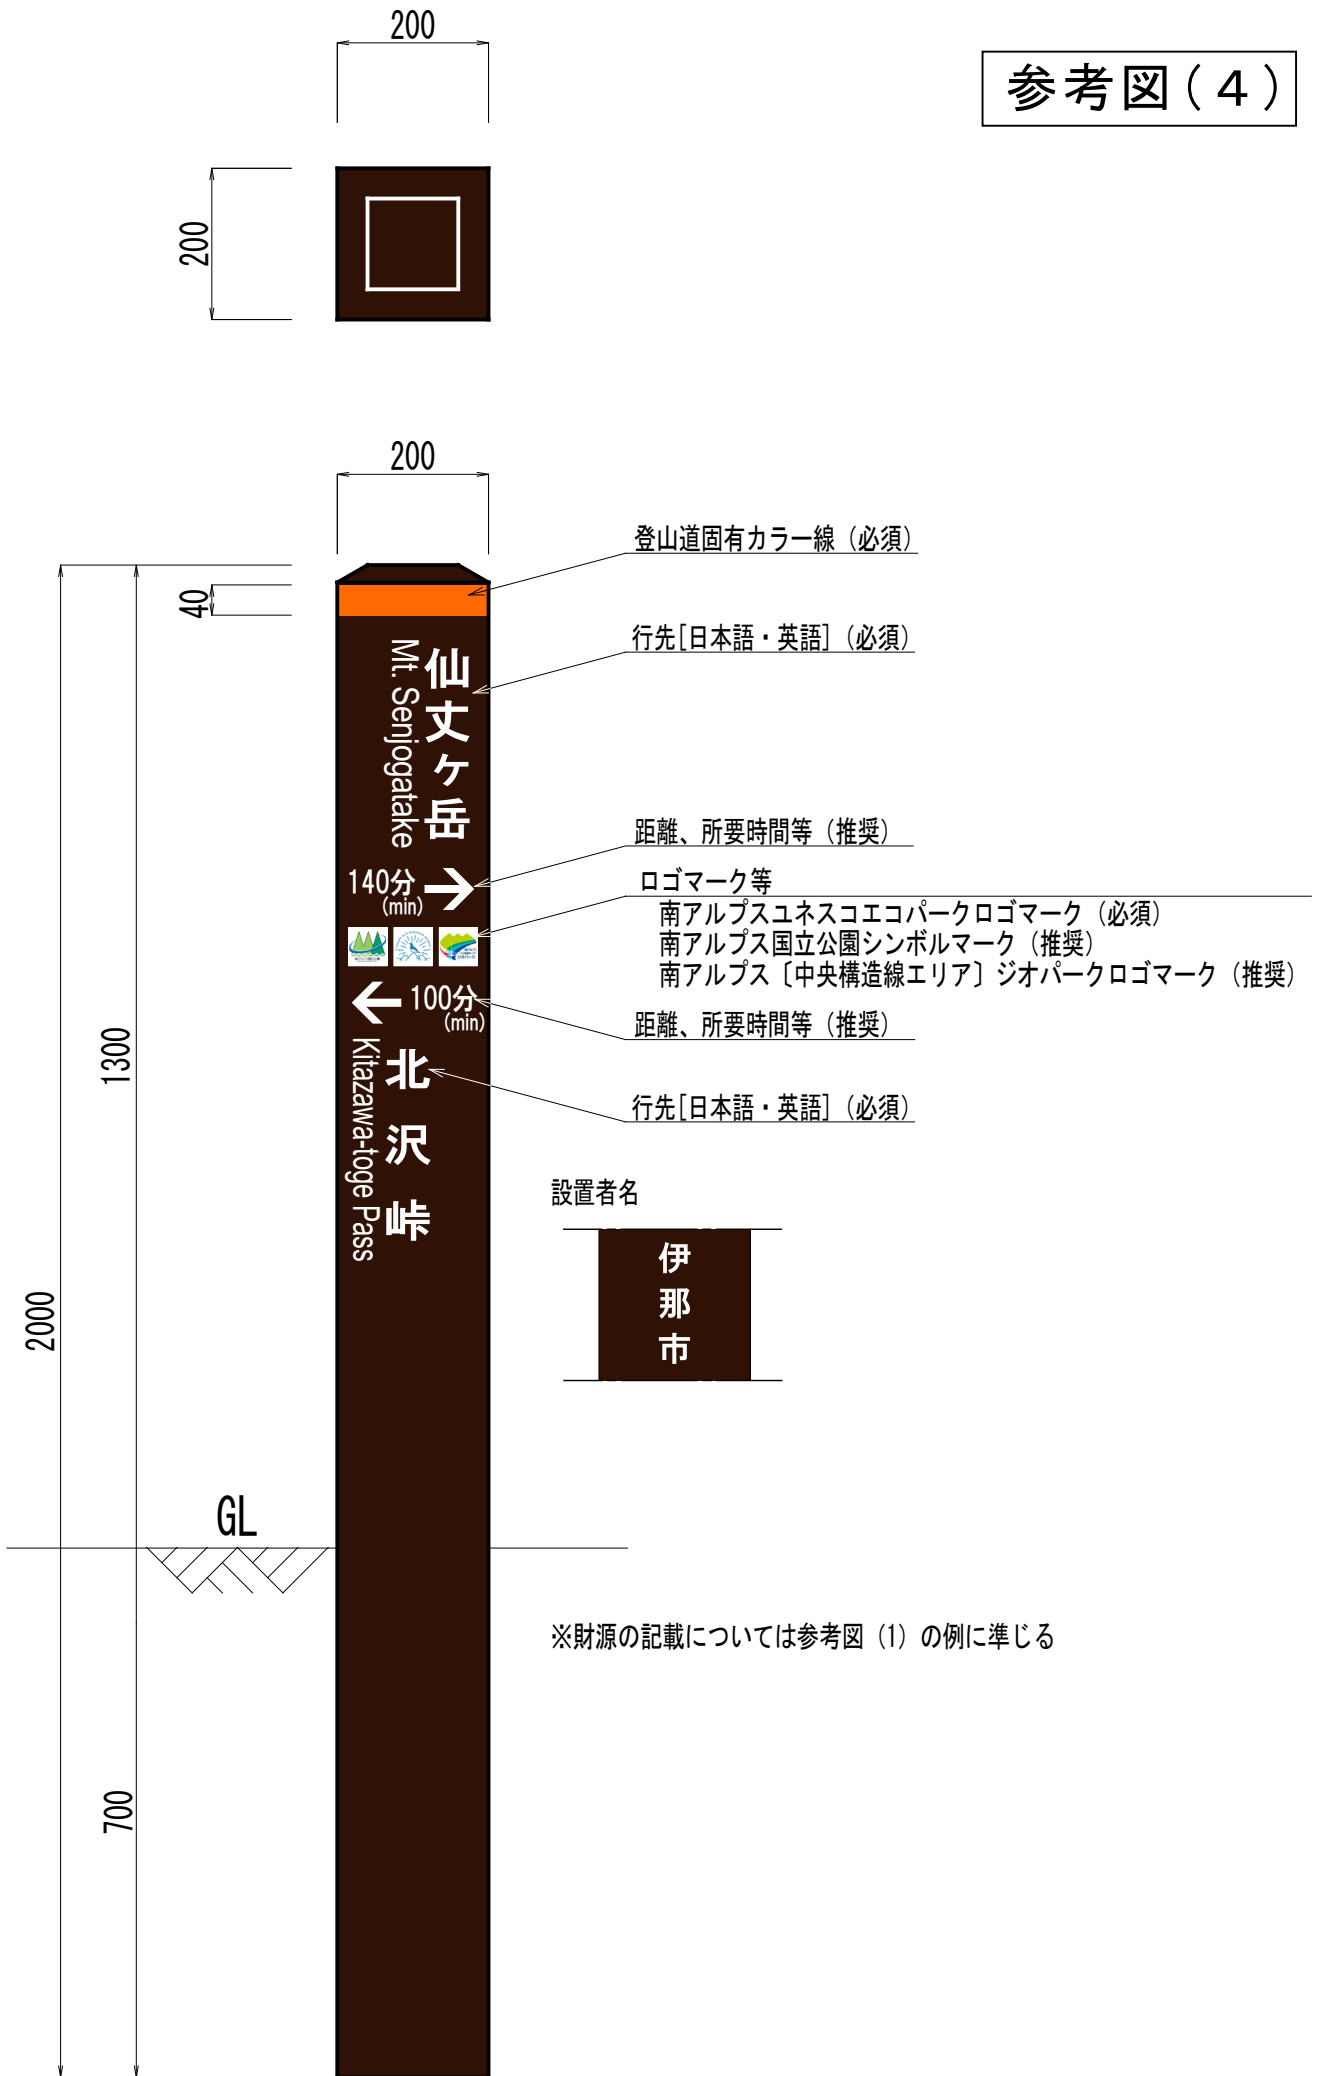 参考図(4)
200
200
200
登山道固有カラー線（必須）
40
行先[日本語・英語]（必須）
仙丈ヶ岳
Mt. Senjogatake
距離、所要時間等（推奨）
140分
(min)
ロゴマーク等
南アルプスユネスコエコパークロゴマーク（必須）
南アルプス国立公園シンボルマーク（推奨）
南アルプス〔中央構造線エリア〕ジオパークロゴマーク（推奨）
ジオパーク
100分
(min)
距離、所要時間等（推奨）
1300
北沢峠
Kitazawa-toge Pass
行先[日本語・英語]（必須）
設置者名
伊那市
2000
GL
※財源の記載については参考図（1）の例に準じる
700